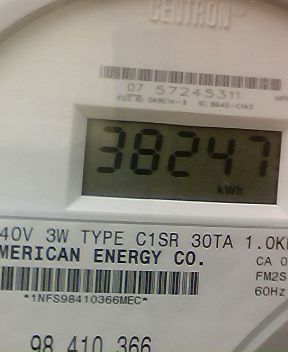 CENTRON®
07 57245311
38247
kWh
40V 3W TYPE C1SR 30TA 1.0K
MERICAN ENERGY CO.
CA 0
FM2S
60Hz
*1NFS98410366MEC*
98 410 366